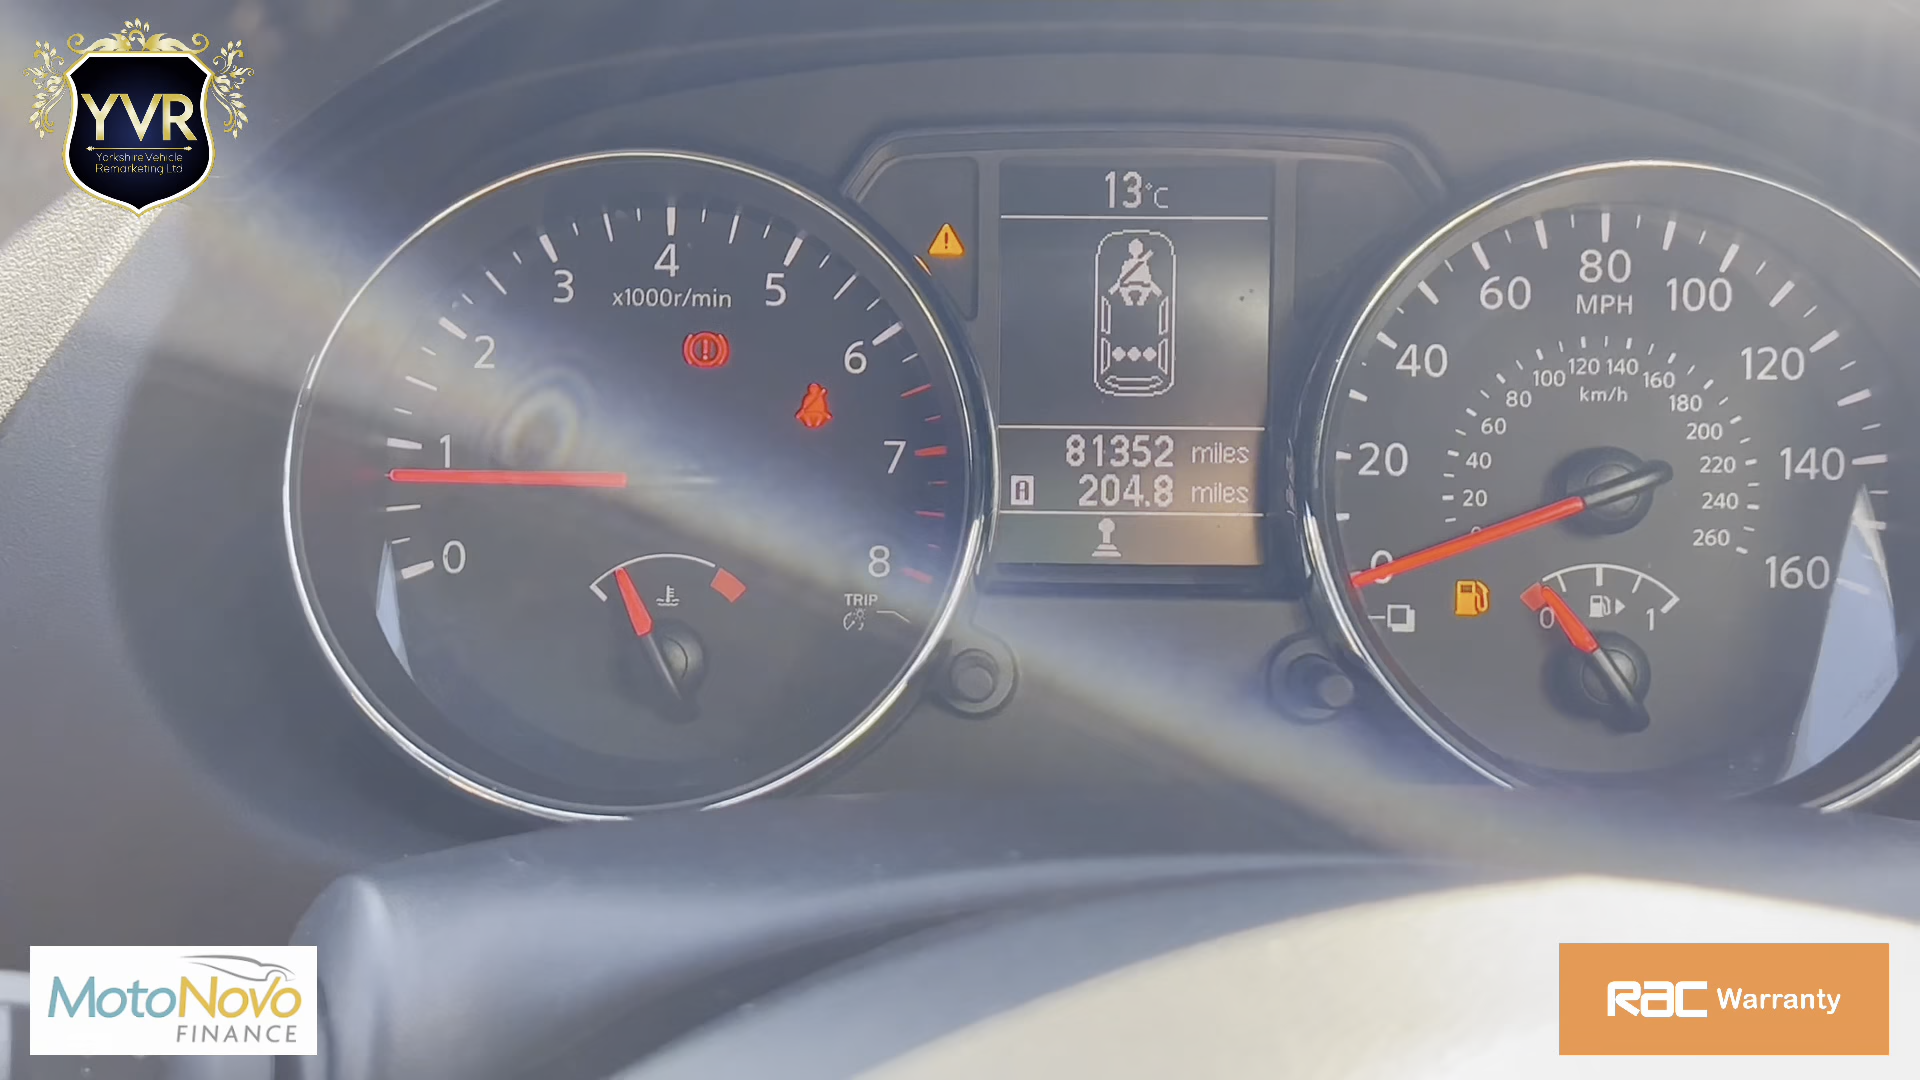 YVR
Yorkshire Vehicle
Remarketing Ltd
13°C
0
1
2
3
4
5
6
7
8
x1000r/min
TRIP
81352 miles
204.8 miles
0
20
40
60
80
100
120
140
160
MPH
0
20
40
60
80
100
120
140
160
180
200
220
240
260
km/h
0
1
MotoNovo
FINANCE
RAC Warranty